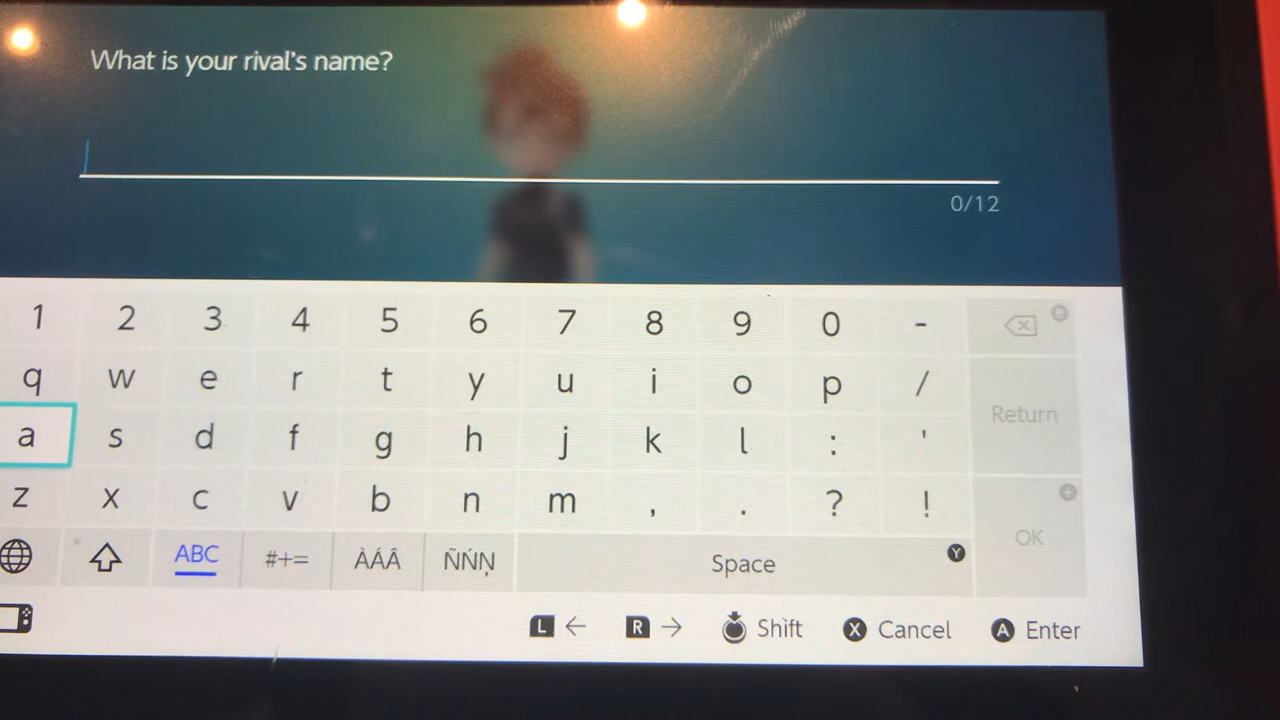 What is your rival's name?
0/12
1 2 3 4 5 6 7 8 9 0 -
q w e r t y u i o p /
a s d f g h j k l : '
Return
z x c v b n m , . ? !
OK
ABC #+= ÀÁÂ ÑŃṆ Space Y
L ← R → Shift X Cancel A Enter